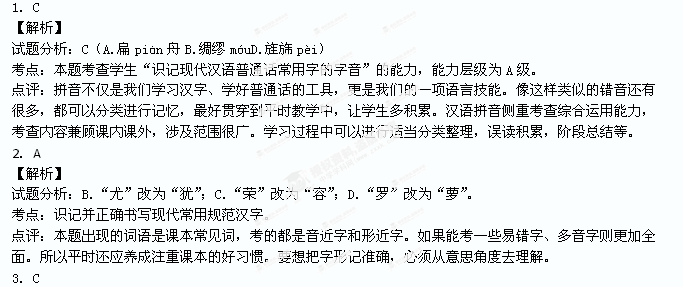 1. C
【解析】
试题分析：C（A.扁 pián 舟 B.绸缪 móu D.旌旆 pèi）
考点：本题考查学生“识记现代汉语普通话常用字的字音”的能力，能力层级为 A 级。
点评：拼音不仅是我们学习汉字、学好普通话的工具，更是我们的一项语言技能。像这样类似的错音还有
很多，都可以分类进行记忆，最好贯穿到平时教学中，让学生多积累。汉语拼音侧重考查综合运用能力，
考查内容兼顾课内课外，涉及范围很广。学习过程中可以进行适当分类整理，误读积累，阶段总结等。
2. A
【解析】
试题分析：B.“尤”改为“犹”；C.“荣”改为“容”；D.“罗”改为“萝”。
考点：识记并正确书写现代常用规范汉字。
点评：本题出现的词语是课本常见词，考的都是音近字和形近字。如果能考一些易错字、多音字则更加全
面。所以平时还应养成注重课本的好习惯。要想把字形记准确，必须从意思角度去理解。
3. C